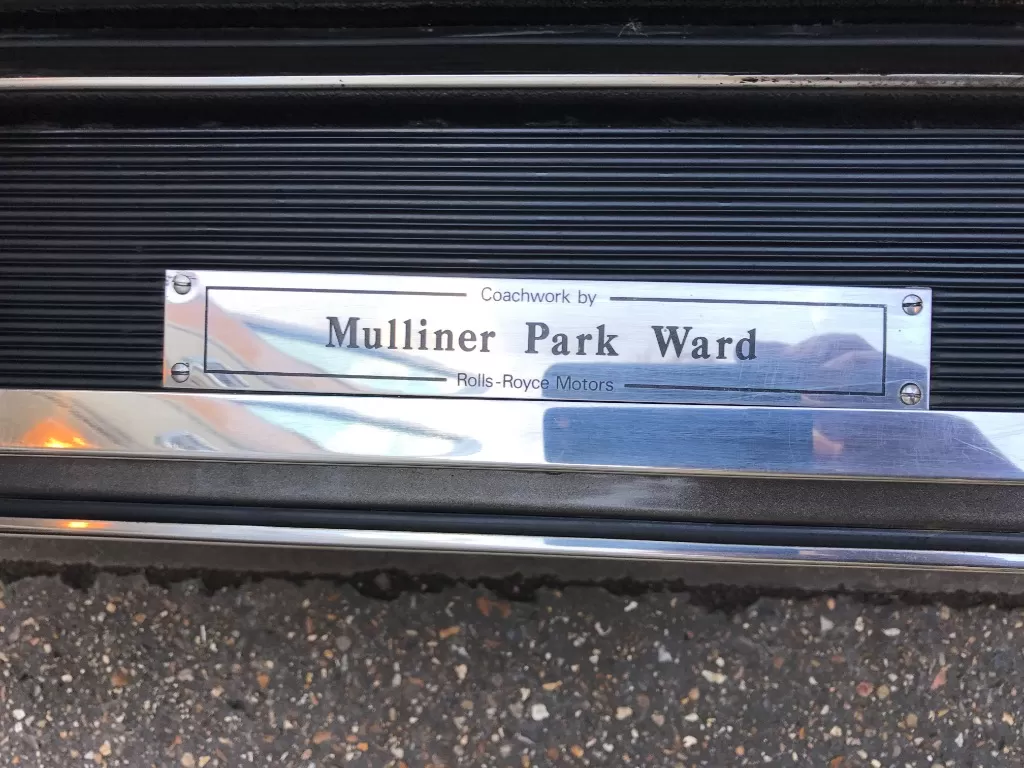 Coachwork by
Mulliner Park Ward
Rolls-Royce Motors